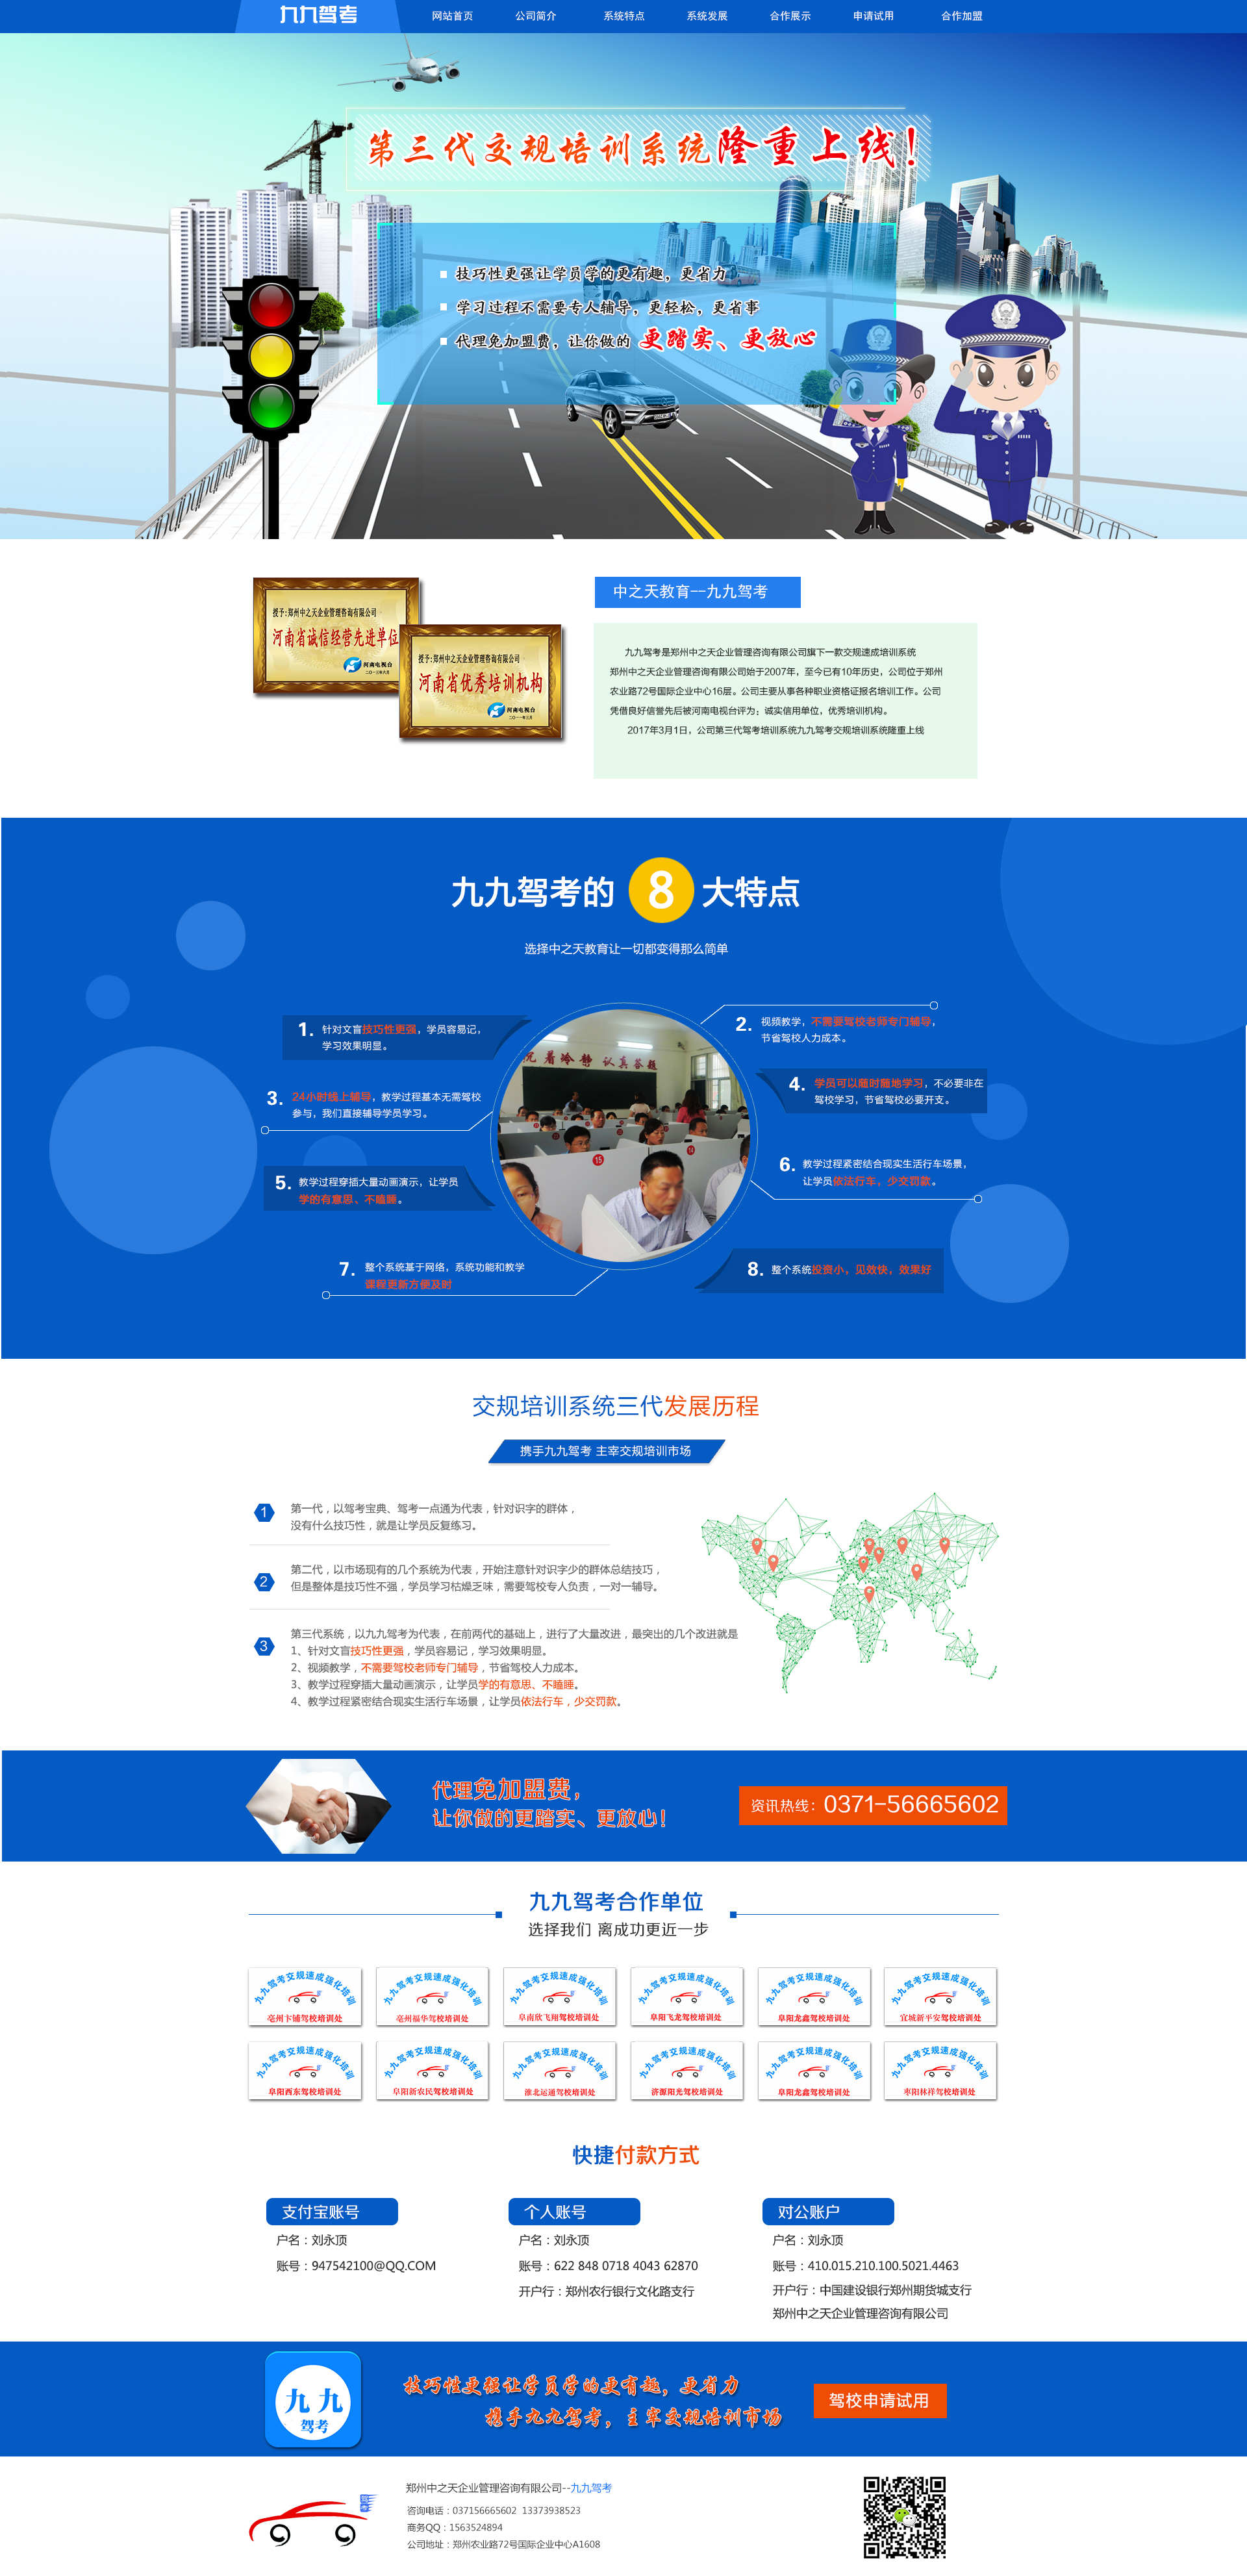 九九驾考
网站首页 公司简介 系统特点 系统发展 合作展示 申请试用 合作加盟
第三代交规培训系统隆重上线!
技巧性更强让学员学的更有趣，更省力
学习过程不需要专人辅导，更轻松，更省事
代理免加盟费，让你做的 更踏实、更放心
授予:郑州中之天企业管理咨询有限公司
河南省诚信经营先进单位
河南电视台
二〇一三年六月
授予:郑州中之天企业管理咨询有限公司
河南省优秀培训机构
河南电视台
二〇一一年三月
中之天教育--九九驾考
九九驾考是郑州中之天企业管理咨询有限公司旗下一款交规速成培训系统
郑州中之天企业管理咨询有限公司始于2007年，至今已有10年历史，公司位于郑州
农业路72号国际企业中心16层。公司主要从事各种职业资格证报名培训工作。公司
凭借良好信誉先后被河南电视台评为：诚实信用单位，优秀培训机构。
2017年3月1日，公司第三代驾考培训系统九九驾考交规培训系统隆重上线
九九驾考的 8 大特点
选择中之天教育让一切都变得那么简单
1. 针对文盲技巧性更强，学员容易记，
学习效果明显。
2. 视频教学，不需要驾校老师专门辅导，
节省驾校人力成本。
3. 24小时线上辅导，教学过程基本无需驾校
参与，我们直接辅导学员学习。
4. 学员可以随时随地学习，不必要非在
驾校学习，节省驾校必要开支。
5. 教学过程穿插大量动画演示，让学员
学的有意思、不瞌睡。
6. 教学过程紧密结合现实生活行车场景，
让学员依法行车，少交罚款。
7. 整个系统基于网络，系统功能和教学
课程更新方便及时
8. 整个系统投资小，见效快，效果好
沉着冷静 认真答题
15
14
交规培训系统三代发展历程
携手九九驾考 主宰交规培训市场
1 第一代，以驾考宝典、驾考一点通为代表，针对识字的群体，
没有什么技巧性，就是让学员反复练习。
2 第二代，以市场现有的几个系统为代表，开始注意针对识字少的群体总结技巧，
但是整体是技巧性不强，学员学习枯燥乏味，需要驾校专人负责，一对一辅导。
3 第三代系统，以九九驾考为代表，在前两代的基础上，进行了大量改进，最突出的几个改进就是
1、针对文盲技巧性更强，学员容易记，学习效果明显。
2、视频教学，不需要驾校老师专门辅导，节省驾校人力成本。
3、教学过程穿插大量动画演示，让学员学的有意思、不瞌睡。
4、教学过程紧密结合现实生活行车场景，让学员依法行车，少交罚款。
代理免加盟费，
让你做的更踏实、更放心！
资讯热线：0371-56665602
九九驾考合作单位
选择我们 离成功更近一步
九九驾考交规速成强化培训
亳州卞铺驾校培训处
九九驾考交规速成强化培训
亳州福华驾校培训处
九九驾考交规速成强化培训
阜南欣飞翔驾校培训处
九九驾考交规速成强化培训
阜阳飞龙驾校培训处
九九驾考交规速成强化培训
阜阳龙鑫驾校培训处
九九驾考交规速成强化培训
宣城新平安驾校培训处
九九驾考交规速成强化培训
阜阳西东驾校培训处
九九驾考交规速成强化培训
阜阳新农民驾校培训处
九九驾考交规速成强化培训
淮北运通驾校培训处
九九驾考交规速成强化培训
济源阳光驾校培训处
九九驾考交规速成强化培训
阜阳龙鑫驾校培训处
九九驾考交规速成强化培训
枣阳林祥驾校培训处
快捷付款方式
支付宝账号
户名：刘永顶
账号：947542100@QQ.COM
个人账号
户名：刘永顶
账号：622 848 0718 4043 62870
开户行：郑州农行银行文化路支行
对公账户
户名：刘永顶
账号：410.015.210.100.5021.4463
开户行：中国建设银行郑州期货城支行
郑州中之天企业管理咨询有限公司
九九
驾考
技巧性更强让学员学的更有趣，更省力
携手九九驾考，主宰交规培训市场
驾校申请试用
郑州中之天企业管理咨询有限公司--九九驾考
咨询电话：037156665602 13373938523
商务QQ：1563524894
公司地址：郑州农业路72号国际企业中心A1608